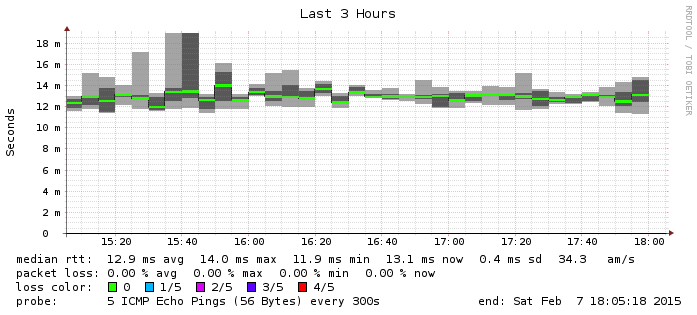 Last 3 Hours
RRDTOOL / TOBI OETIKER
Seconds
18 m
16 m
14 m
12 m
10 m
8 m
6 m
4 m
2 m
0
15:20 15:40 16:00 16:20 16:40 17:00 17:20 17:40 18:00
median rtt: 12.9 ms avg 14.0 ms max 11.9 ms min 13.1 ms now 0.4 ms sd 34.3 am/s
packet loss: 0.00 % avg 0.00 % max 0.00 % min 0.00 % now
loss color: 0 1/5 2/5 3/5 4/5
probe: 5 ICMP Echo Pings (56 Bytes) every 300s end: Sat Feb 7 18:05:18 2015